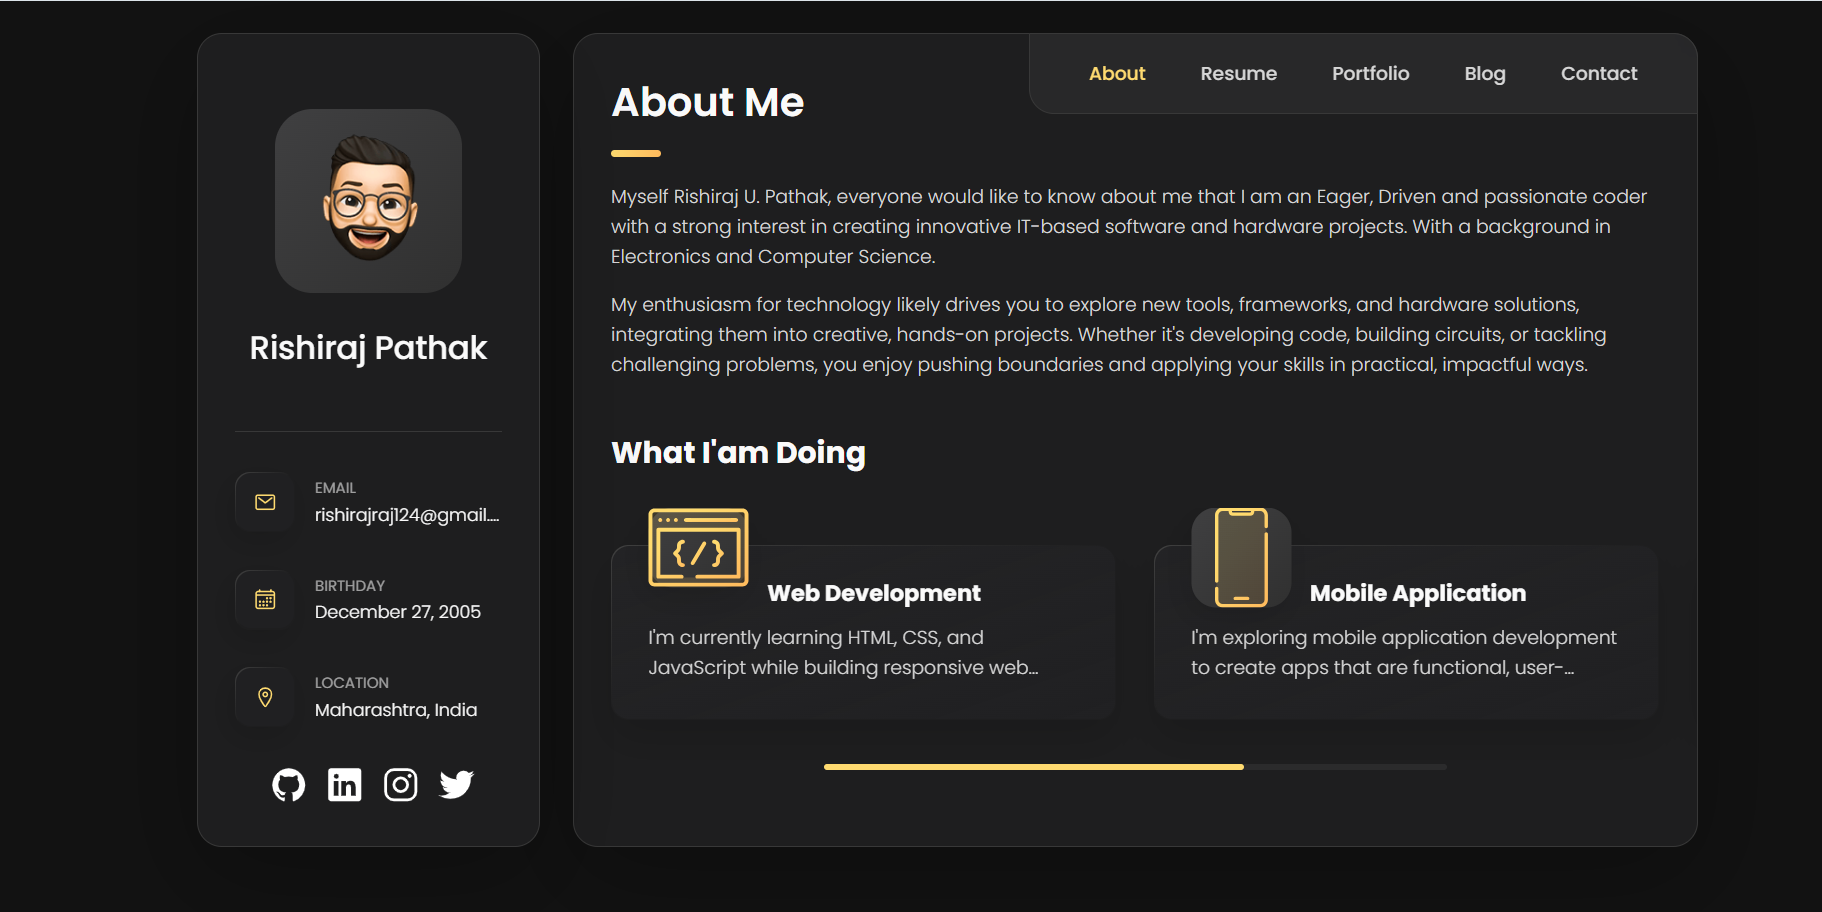 Rishiraj Pathak
EMAIL
rishirajraj124@gmail....
BIRTHDAY
December 27, 2005
LOCATION
Maharashtra, India
About
Resume
Portfolio
Blog
Contact
About Me
Myself Rishiraj U. Pathak, everyone would like to know about me that I am an Eager, Driven and passionate coder
with a strong interest in creating innovative IT-based software and hardware projects. With a background in
Electronics and Computer Science.
My enthusiasm for technology likely drives you to explore new tools, frameworks, and hardware solutions,
integrating them into creative, hands-on projects. Whether it's developing code, building circuits, or tackling
challenging problems, you enjoy pushing boundaries and applying your skills in practical, impactful ways.
What I'am Doing
Web Development
I'm currently learning HTML, CSS, and
JavaScript while building responsive web...
Mobile Application
I'm exploring mobile application development
to create apps that are functional, user-...